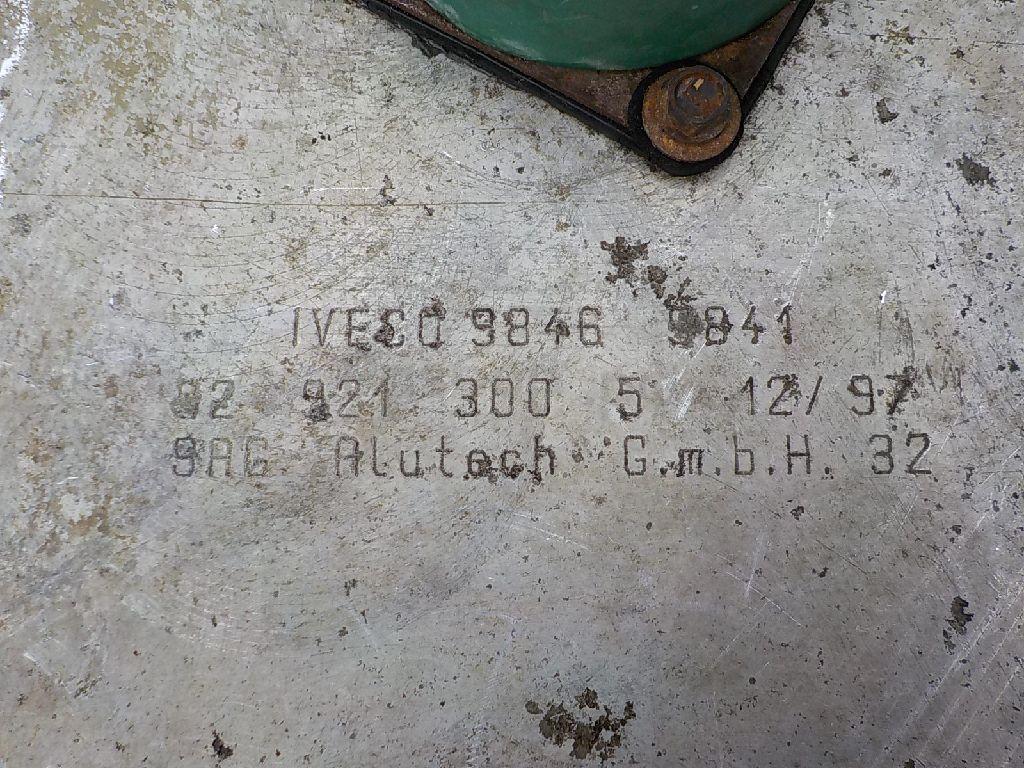 IVECO 9846 9841
92 921 300 5 12/97
SAG Alutech G.m.b.H. 32